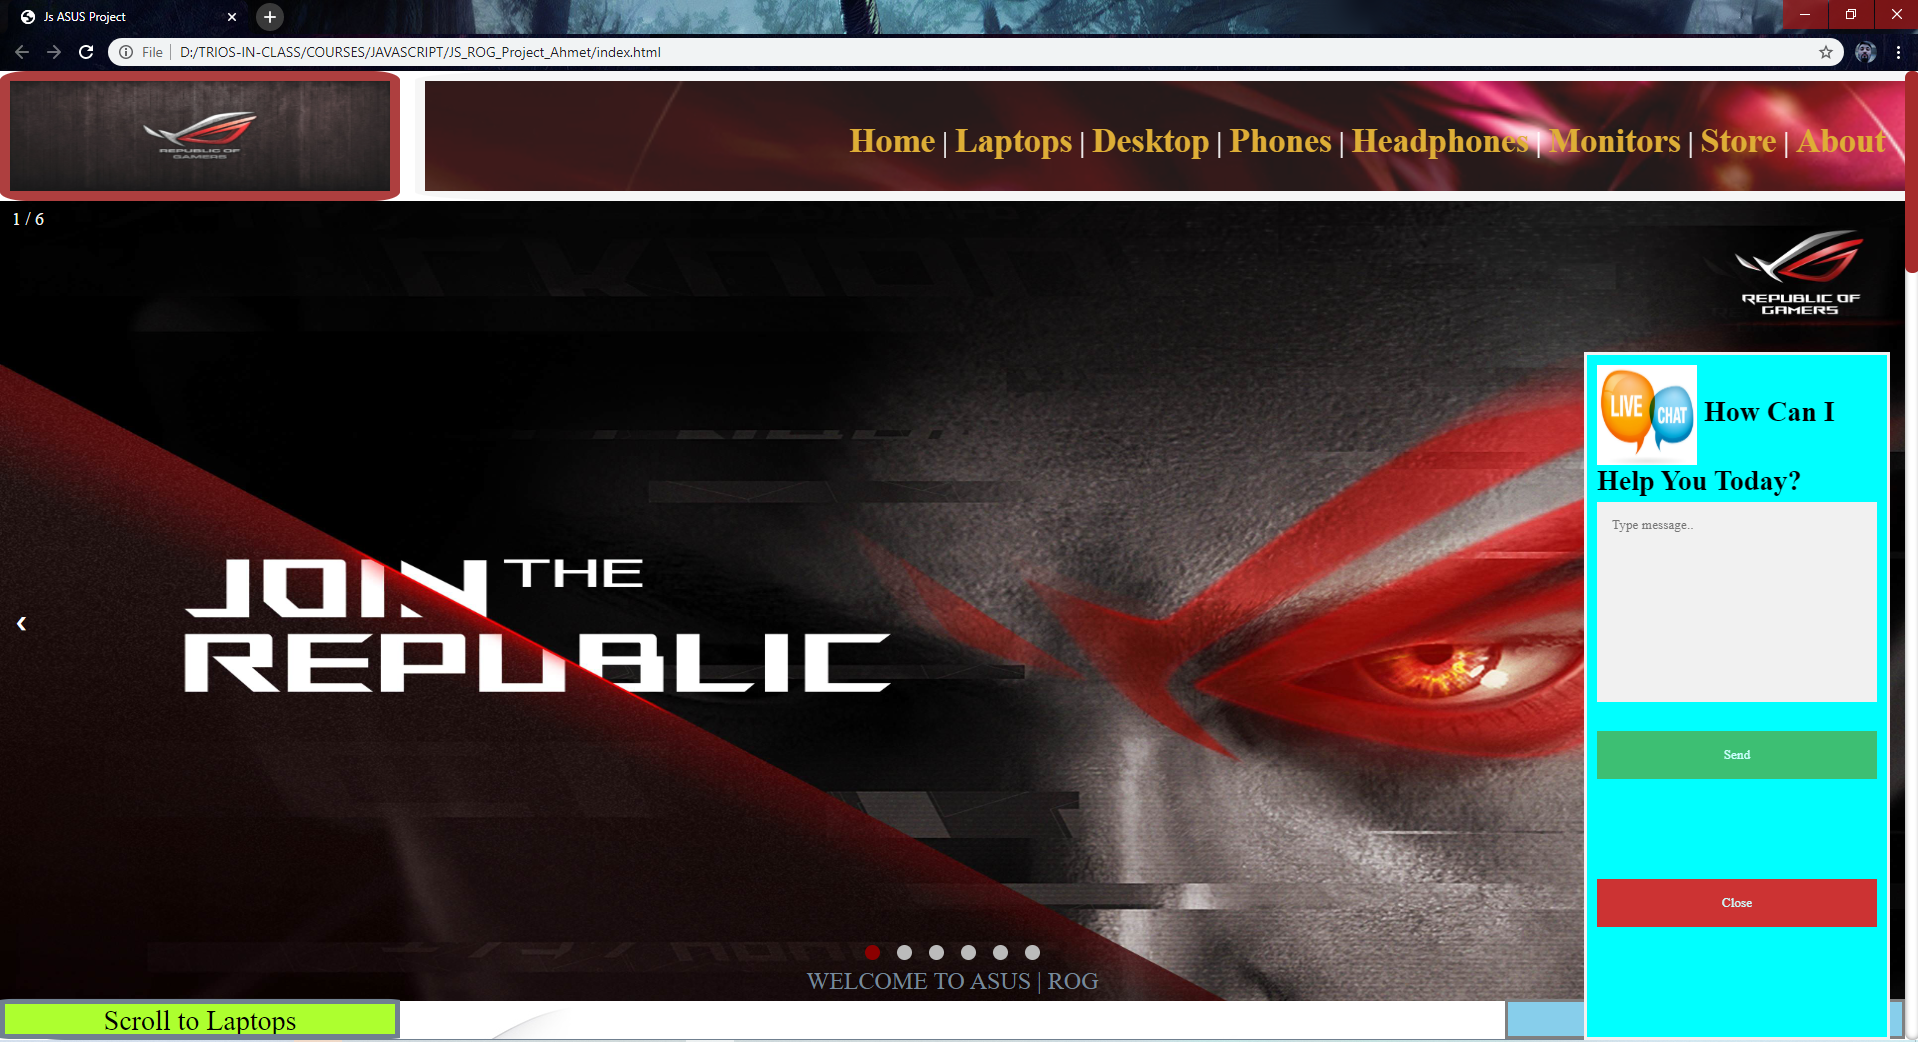 Js ASUS Project
File | D:/TRIOS-IN-CLASS/COURSES/JAVASCRIPT/JS_ROG_Project_Ahmet/index.html
REPUBLIC OF
GAMERS
Home | Laptops | Desktop | Phones | Headphones | Monitors | Store | About
1 / 6
REPUBLIC OF
GAMERS
LIVE
CHAT
How Can I
Help You Today?
Type message..
JOIN THE
REPUBLIC
Send
Close
WELCOME TO ASUS | ROG
Scroll to Laptops